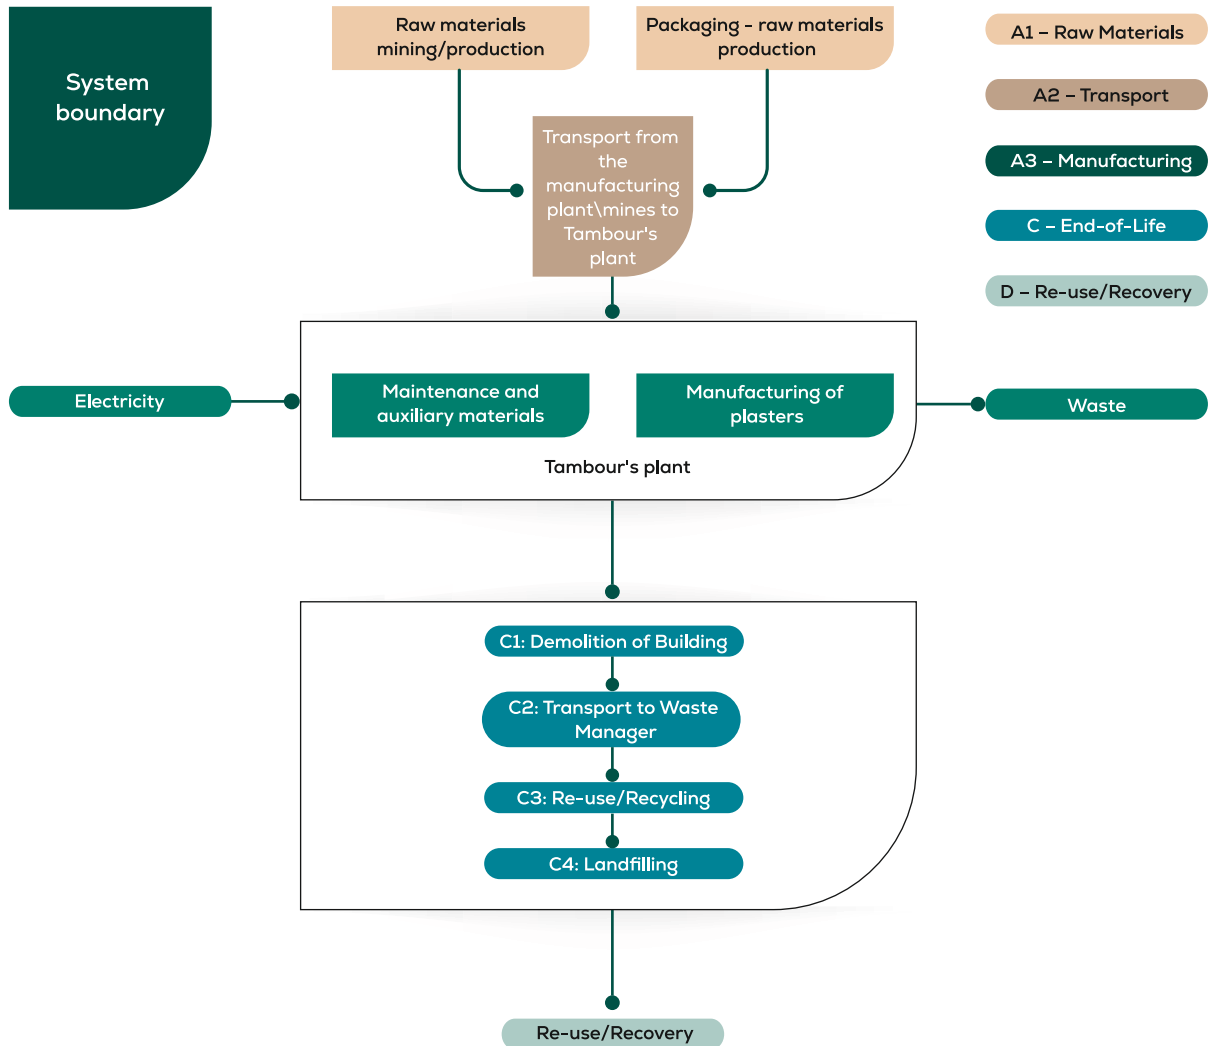 System
boundary
Raw materials
mining/production
Packaging - raw materials
production
A1 – Raw Materials
A2 – Transport
A3 – Manufacturing
C – End-of-Life
D – Re-use/Recovery
Transport from
the
manufacturing
plant\mines to
Tambour's
plant
Electricity
Maintenance and
auxiliary materials
Manufacturing of
plasters
Waste
Tambour's plant
C1: Demolition of Building
C2: Transport to Waste
Manager
C3: Re-use/Recycling
C4: Landfilling
Re-use/Recovery